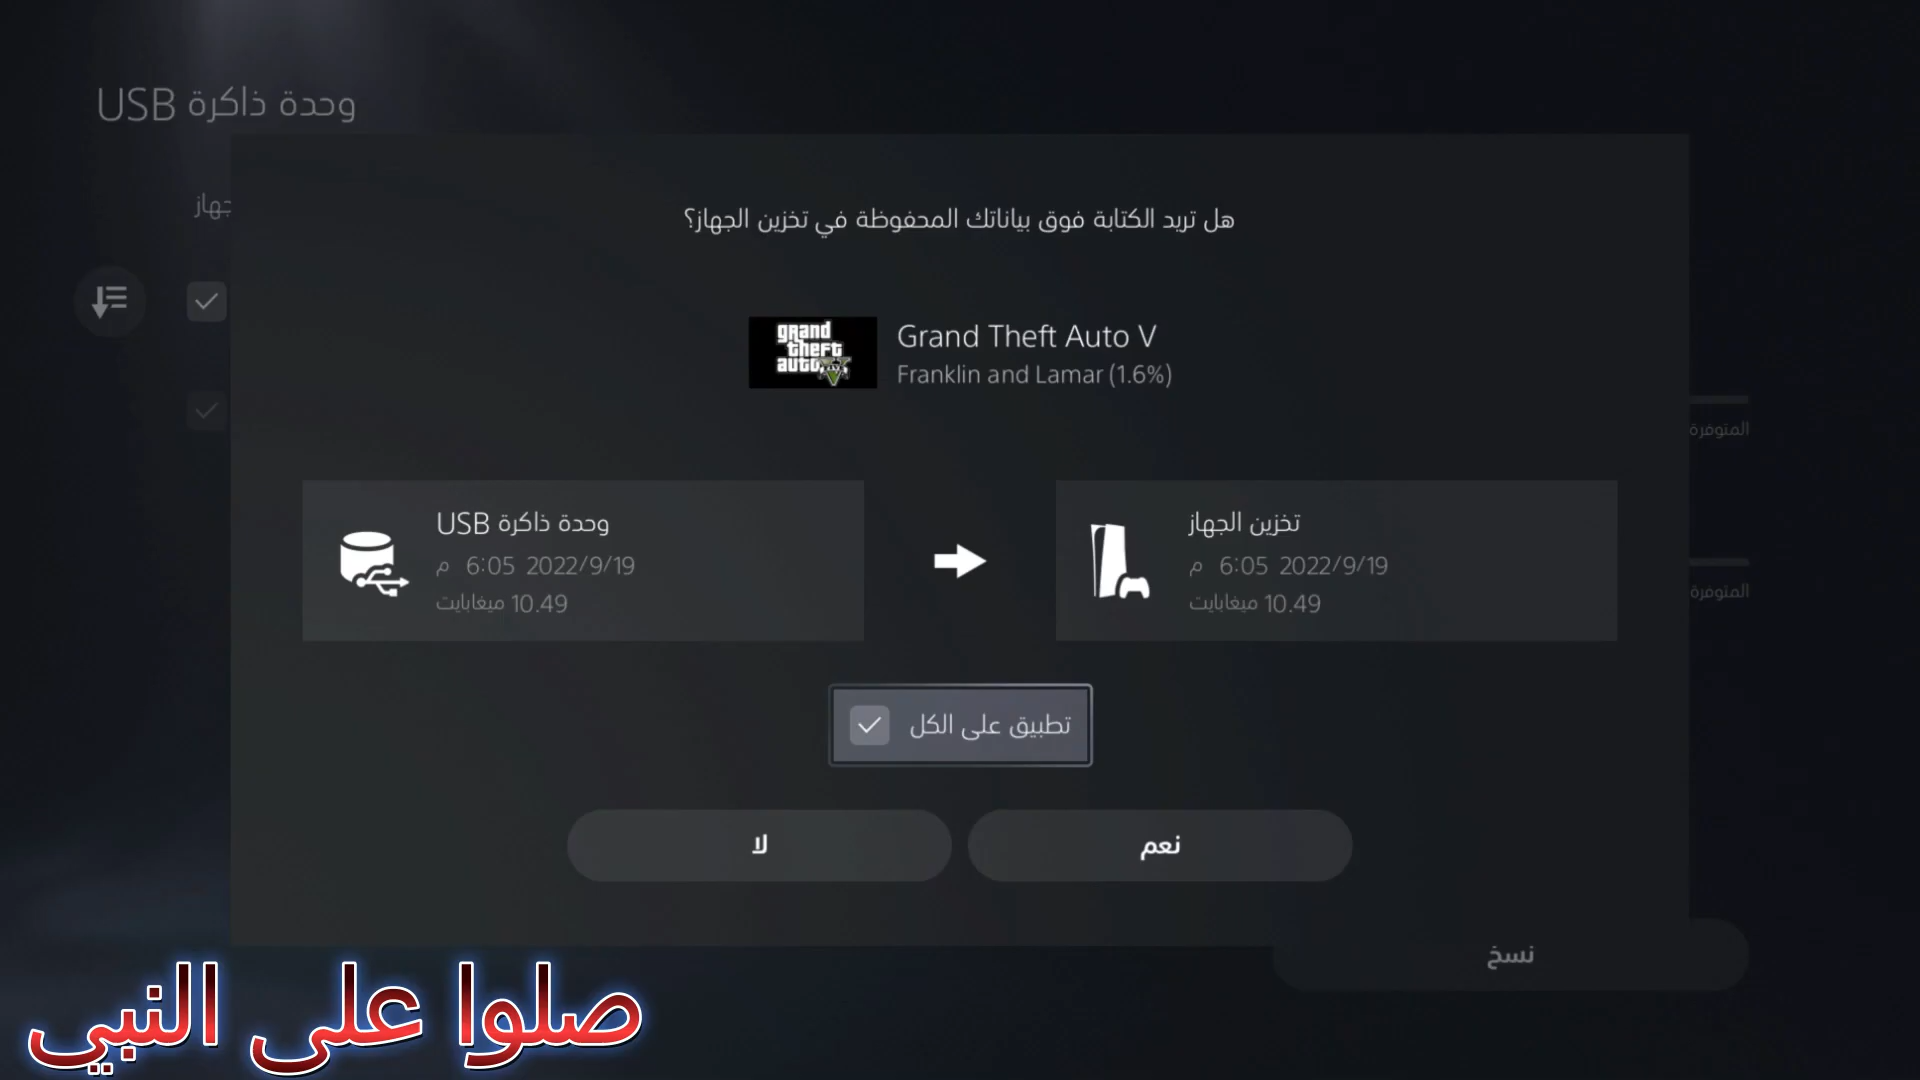 وحدة ذاكرة USB
جهاز
هل تريد الكتابة فوق بياناتك المحفوظة في تخزين الجهاز؟
grand
theft
auto
V
Grand Theft Auto V
Franklin and Lamar (1.6%)
المتوفرة
وحدة ذاكرة USB
2022/9/19 6:05 م
10.49 ميغابايت
تخزين الجهاز
2022/9/19 6:05 م
10.49 ميغابايت
المتوفرة
تطبيق على الكل
لا
نعم
نسخ
صلوا على النبي